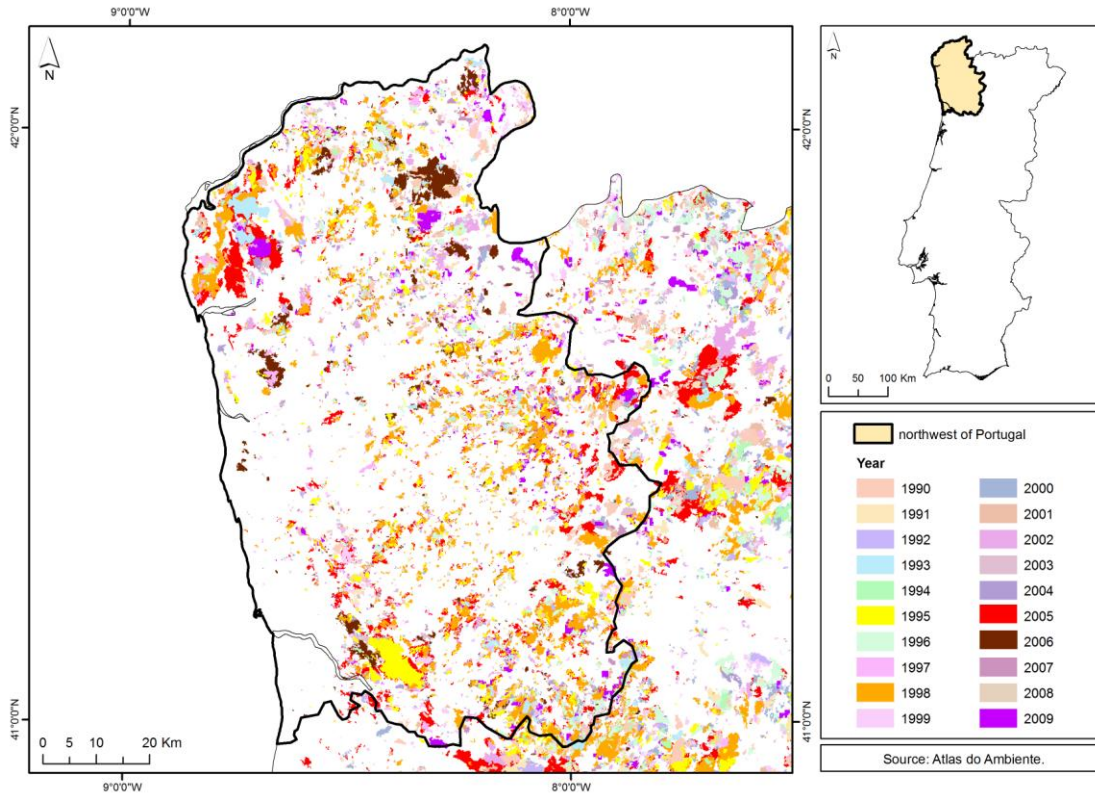 9°0'0"W
8°0'0"W
N
42°0'0"N
42°0'0"N
41°0'0"N
41°0'0"N
0 5 10 20 Km
9°0'0"W
8°0'0"W
N
0 50 100 Km
northwest of Portugal
Year
1990
1991
1992
1993
1994
1995
1996
1997
1998
1999
2000
2001
2002
2003
2004
2005
2006
2007
2008
2009
Source: Atlas do Ambiente.